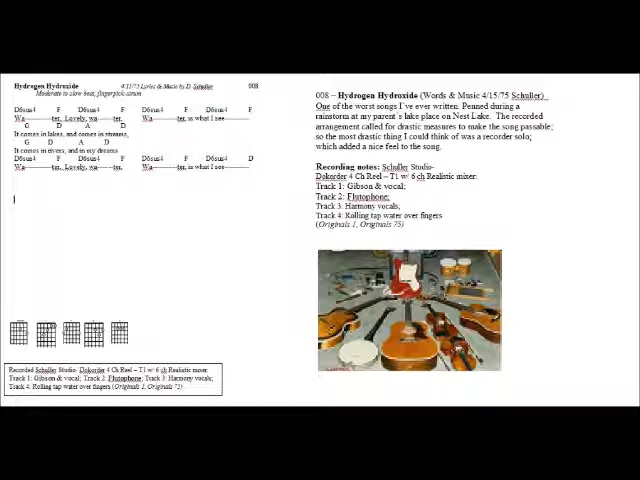 Hydrogen Hydroxide 4/15/75 Lyrics & Music by D. Schuller 008
Moderate to slow beat, fingerpick-strum
D6sus4 F D6sus4 F D6sus4 F
Wa-----------ter, Lovely, wa-------ter, Wa-----------ter, is what I see----------
G D A D
It comes in lakes, and comes in streams,
G D A D
It comes in rivers, and in my dreams
D6sus4 F D6sus4 F D6sus4 D
Wa-----------ter, Lovely, wa-------ter, Wa-----------ter, is what I see----------
Recorded Schuller Studio- Dokorder 4 Ch Reel – T1 w/ 6 ch Realistic mixer.
Track 1: Gibson & vocal; Track 2: Flutophone; Track 3: Harmony vocals;
Track 4: Rolling tap water over fingers (Originals 1, Originals 75)
008 – Hydrogen Hydroxide (Words & Music 4/15/75 Schuller)
One of the worst songs I've ever written. Penned during a
rainstorm at my parent's lake place on Nest Lake. The recorded
arrangement called for drastic measures to make the song passable;
so the most drastic thing I could think of was a recorder solo;
which added a nice feel to the song.
Recording notes: Schuller Studio-
Dokorder 4 Ch Reel – T1 w/ 6 ch Realistic mixer.
Track 1: Gibson & vocal;
Track 2: Flutophone;
Track 3: Harmony vocals;
Track 4: Rolling tap water over fingers
(Originals 1, Originals 75)